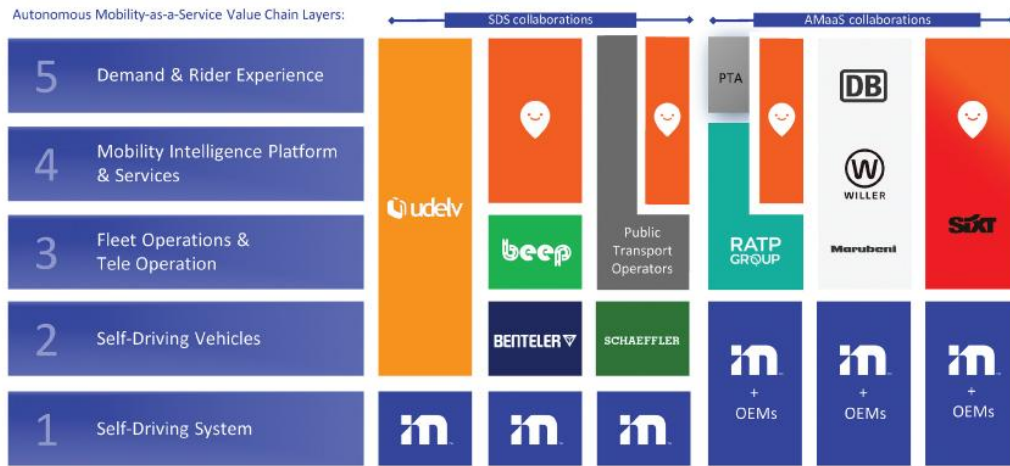 Autonomous Mobility-as-a-Service Value Chain Layers:
SDS collaborations
AMaaS collaborations
5
Demand & Rider Experience
4
Mobility Intelligence Platform
& Services
3
Fleet Operations &
Tele Operation
2
Self-Driving Vehicles
1
Self-Driving System
udelv
beep
BENTELER
Public
Transport
Operators
SCHAEFFLER
PTA
RATP
GROUP
DB
W
WILLER
Marubeni
SIXT
m
m
m
m
+
OEMs
m
+
OEMs
m
+
OEMs